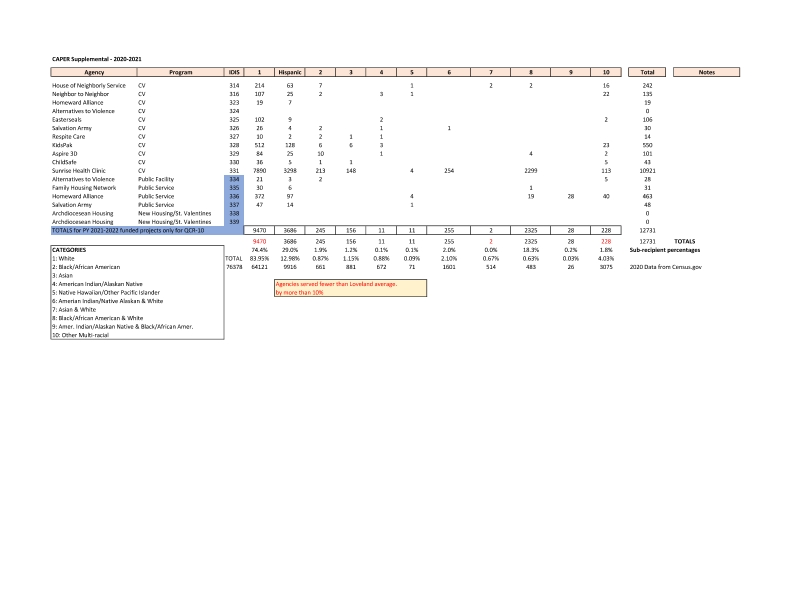 CAPER Supplemental - 2020-2021
Agency Program IDIS 1 Hispanic 2 3 4 5 6 7 8 9 10 Total Notes
House of Neighborly Service CV 314 214 63 7 1 2 2 16 242
Neighbor to Neighbor CV 316 107 25 2 3 1 22 135
Homeward Alliance CV 323 19 7 19
Alternatives to Violence CV 324 0
Easterseals CV 325 102 9 2 2 106
Salvation Army CV 326 26 4 2 1 1 30
Respite Care CV 327 10 2 2 1 1 14
KidsPak CV 328 512 128 6 6 3 23 550
Aspire 3D CV 329 84 25 10 1 4 2 101
ChildSafe CV 330 36 5 1 1 5 43
Sunrise Health Clinic CV 331 7890 3298 213 148 4 254 2299 113 10921
Alternatives to Violence Public Facility 334 21 3 2 5 28
Family Housing Network Public Service 335 30 6 1 31
Homeward Alliance Public Service 336 372 97 4 19 28 40 463
Salvation Army Public Service 337 47 14 1 48
Archdiocesean Housing New Housing/St. Valentines 338 0
Archdiocesean Housing New Housing/St. Valentines 339 0
TOTALS for PY 2021-2022 funded projects only for QCR-10 9470 3686 245 156 11 11 255 2 2325 28 228 12731
9470 3686 245 156 11 11 255 2 2325 28 228 12731 TOTALS
CATEGORIES 74.4% 29.0% 1.9% 1.2% 0.1% 0.1% 2.0% 0.0% 18.3% 0.2% 1.8% Sub-recipient percentages
1: White TOTAL 83.95% 12.98% 0.87% 1.15% 0.88% 0.09% 2.10% 0.67% 0.63% 0.03% 4.03%
2: Black/African American 76378 64121 9916 661 881 672 71 1601 514 483 26 3075 2020 Data from Census.gov
3: Asian
4: American Indian/Alaskan Native Agencies served fewer than Loveland average.
5: Native Hawaiian/Other Pacific Islander by more than 10%
6: Amerian Indian/Native Alaskan & White
7: Asian & White
8: Black/African American & White
9: Amer. Indian/Alaskan Native & Black/African Amer.
10: Other Multi-racial